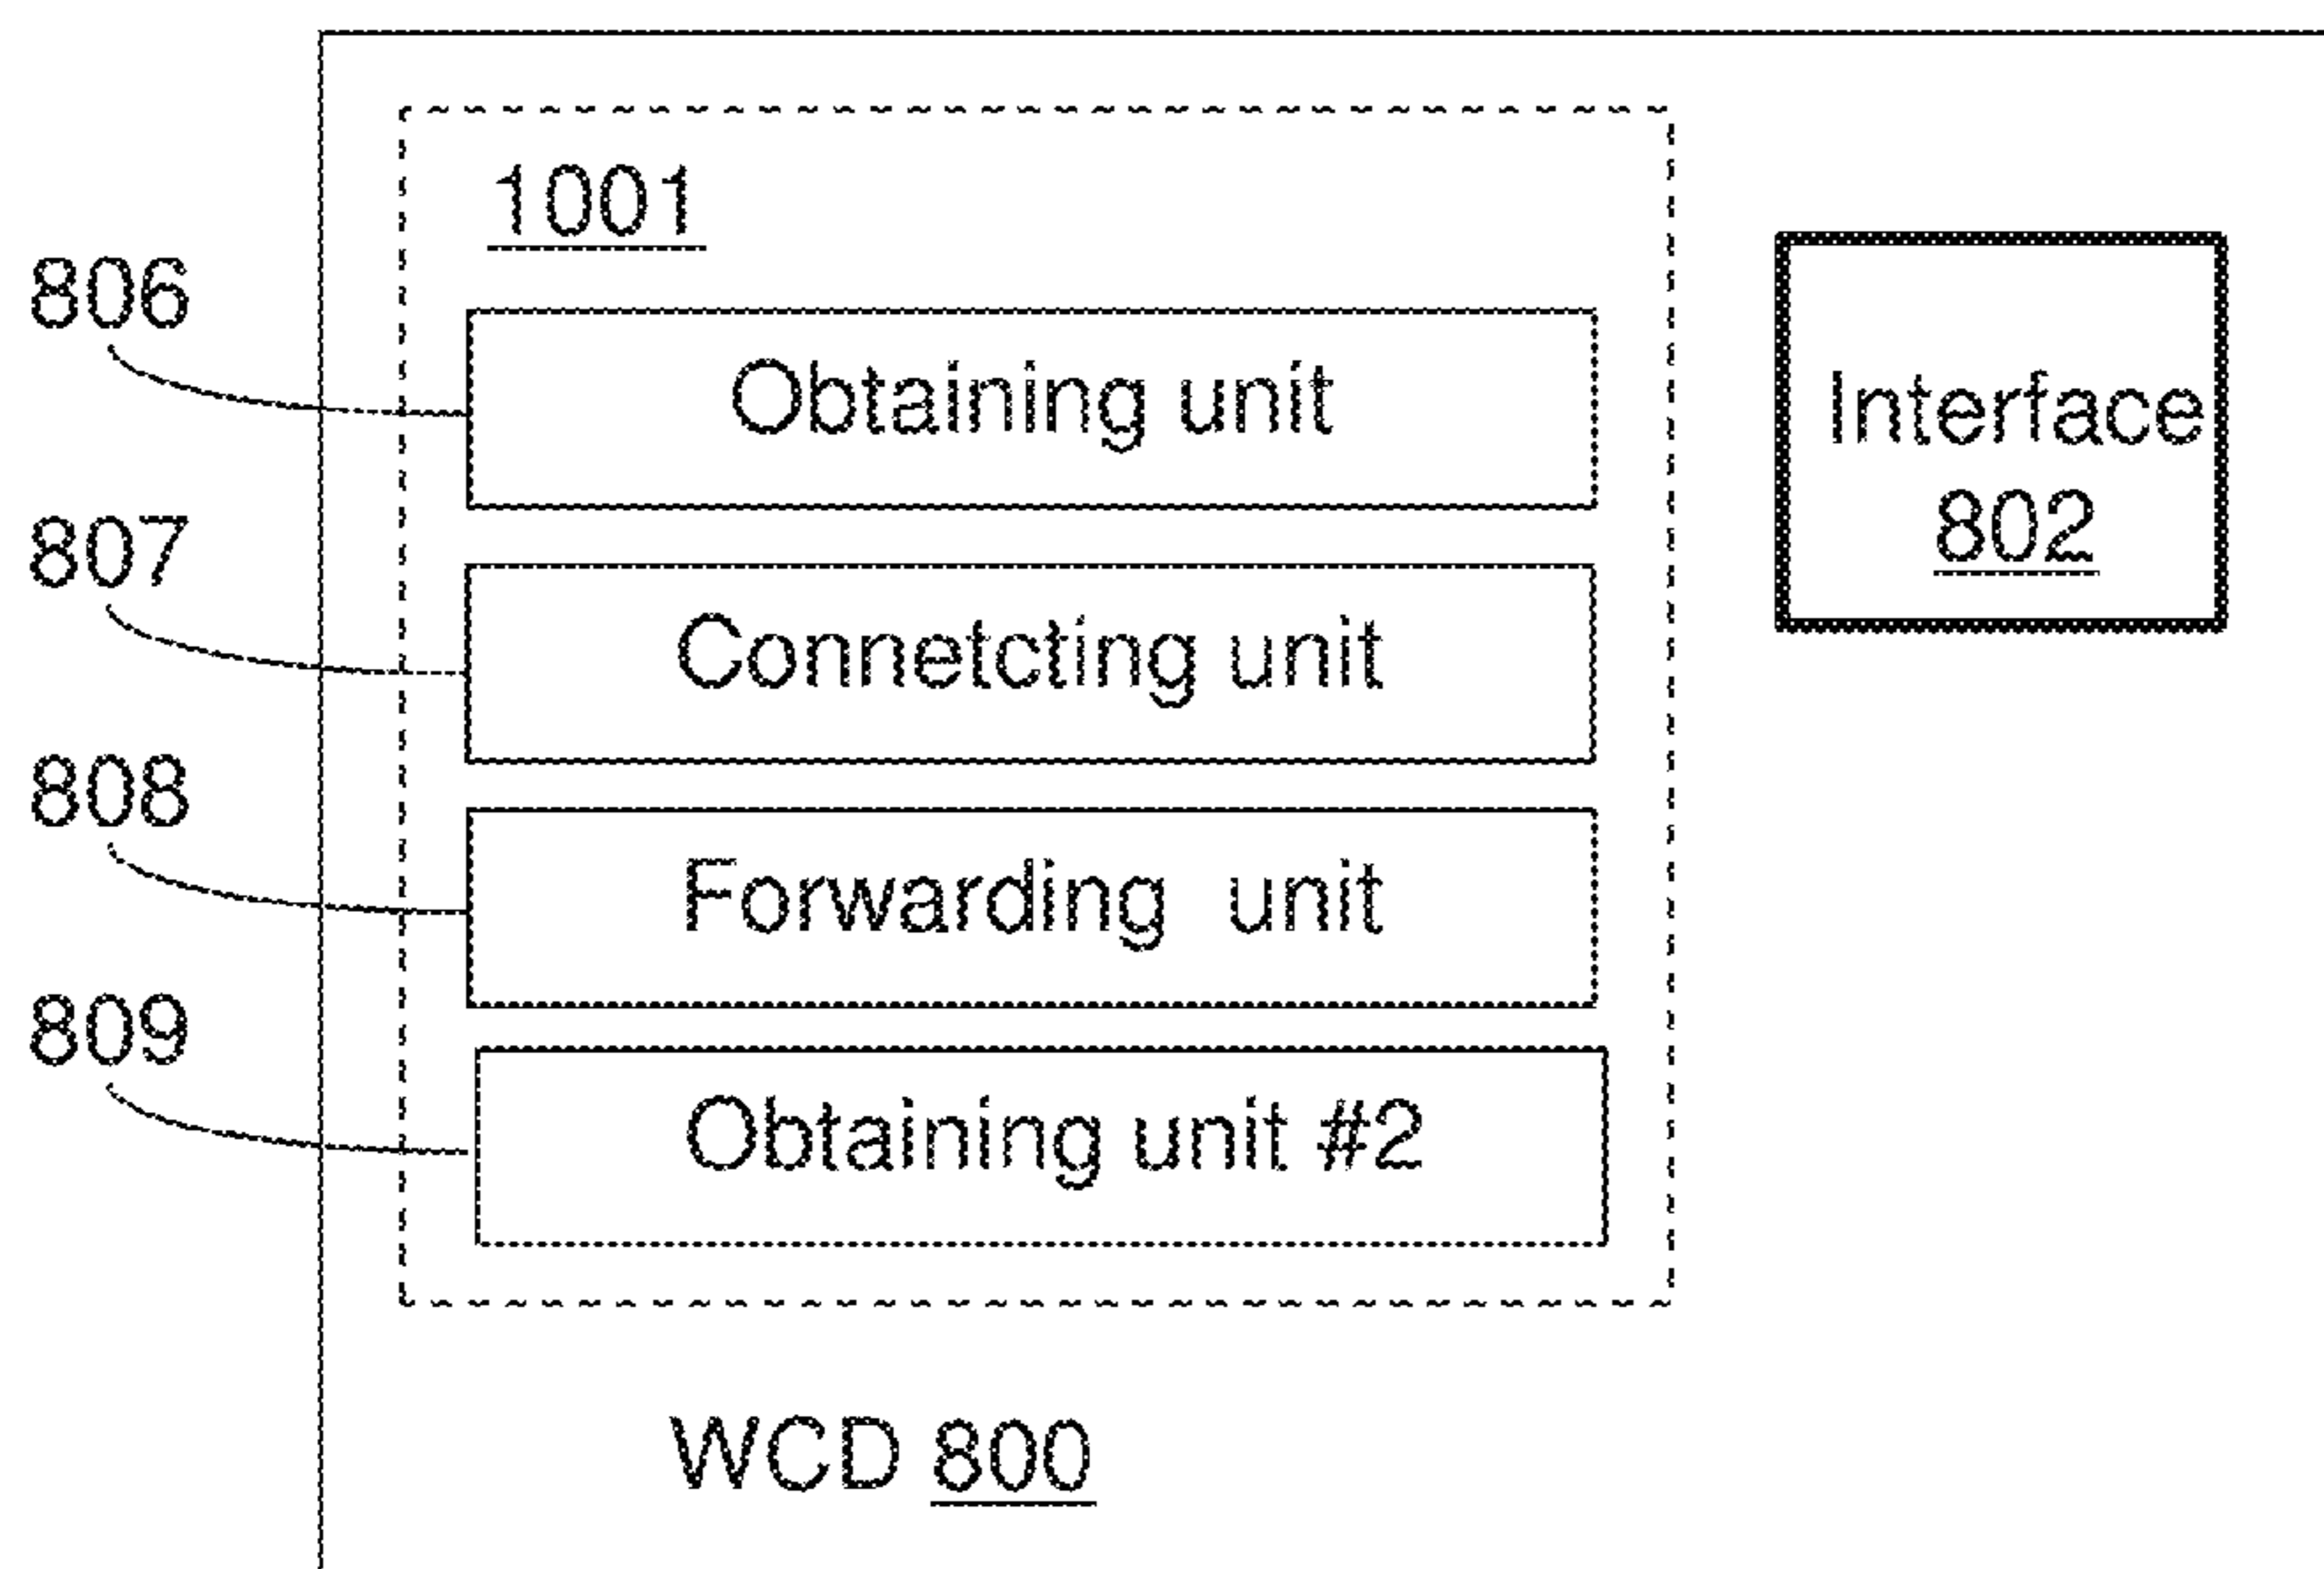 1001
806
Obtaining unit
Interface
802
807
Connetcting unit
808
Forwarding unit
809
Obtaining unit #2
WCD 800